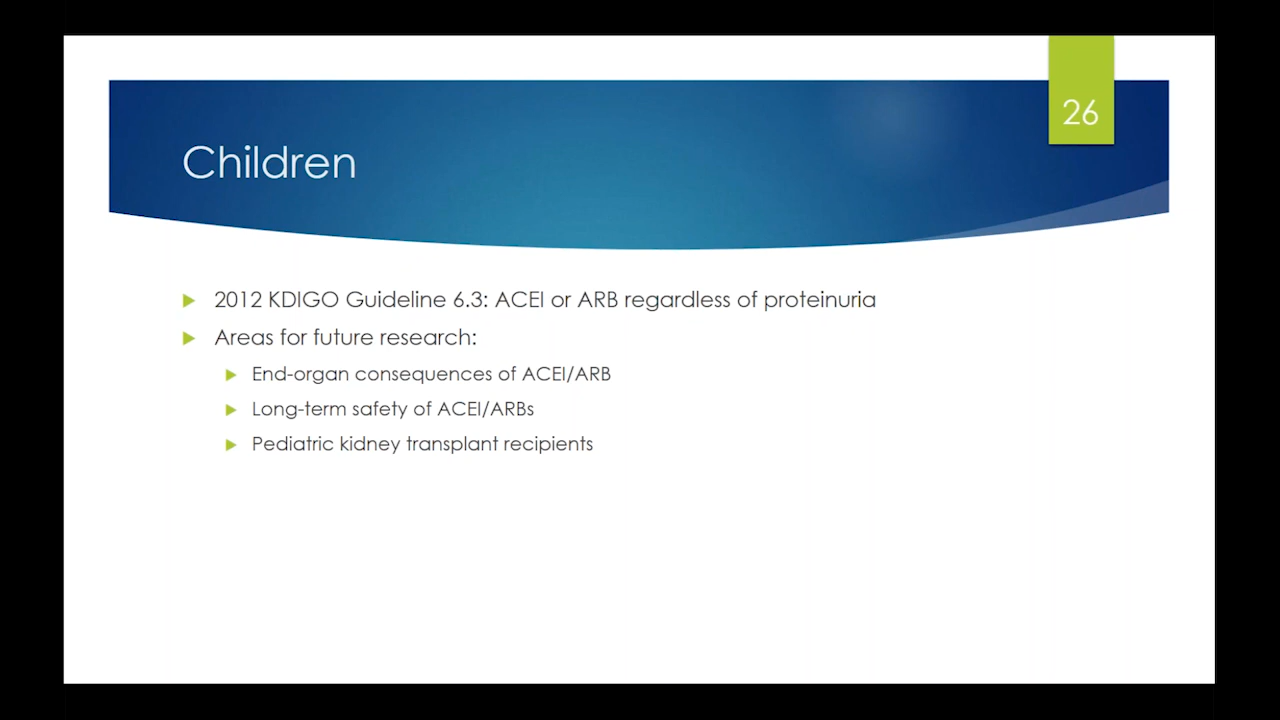 26
Children
2012 KDIGO Guideline 6.3: ACEI or ARB regardless of proteinuria
Areas for future research:
End-organ consequences of ACEI/ARB
Long-term safety of ACEI/ARBs
Pediatric kidney transplant recipients